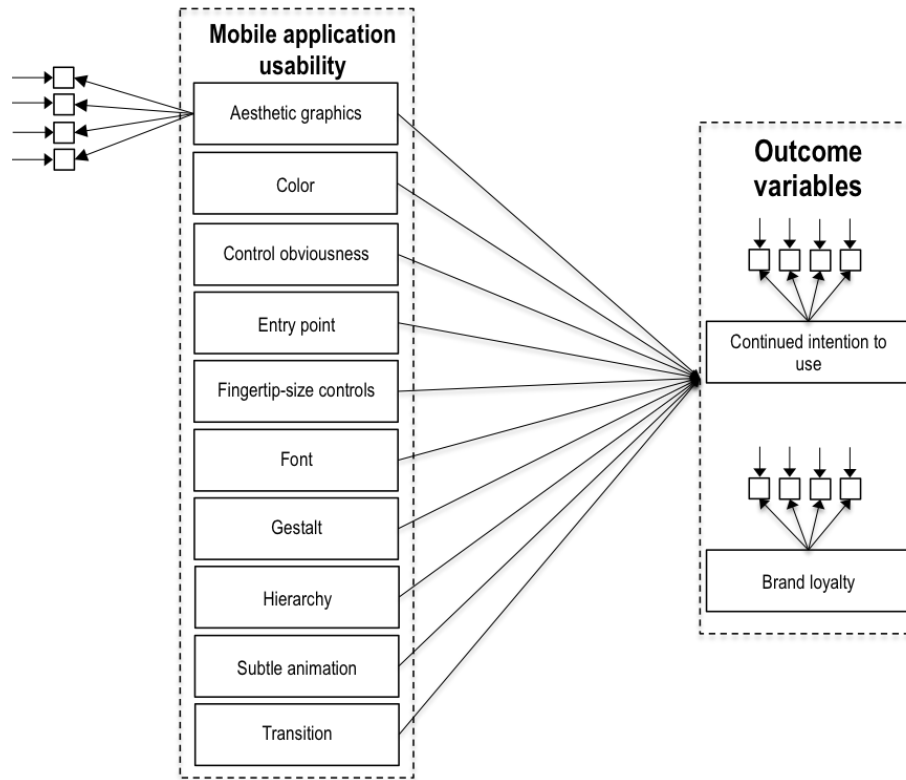 Mobile application
usability
Aesthetic graphics
Color
Control obviousness
Entry point
Fingertip-size controls
Font
Gestalt
Hierarchy
Subtle animation
Transition
Outcome
variables
Continued intention to
use
Brand loyalty